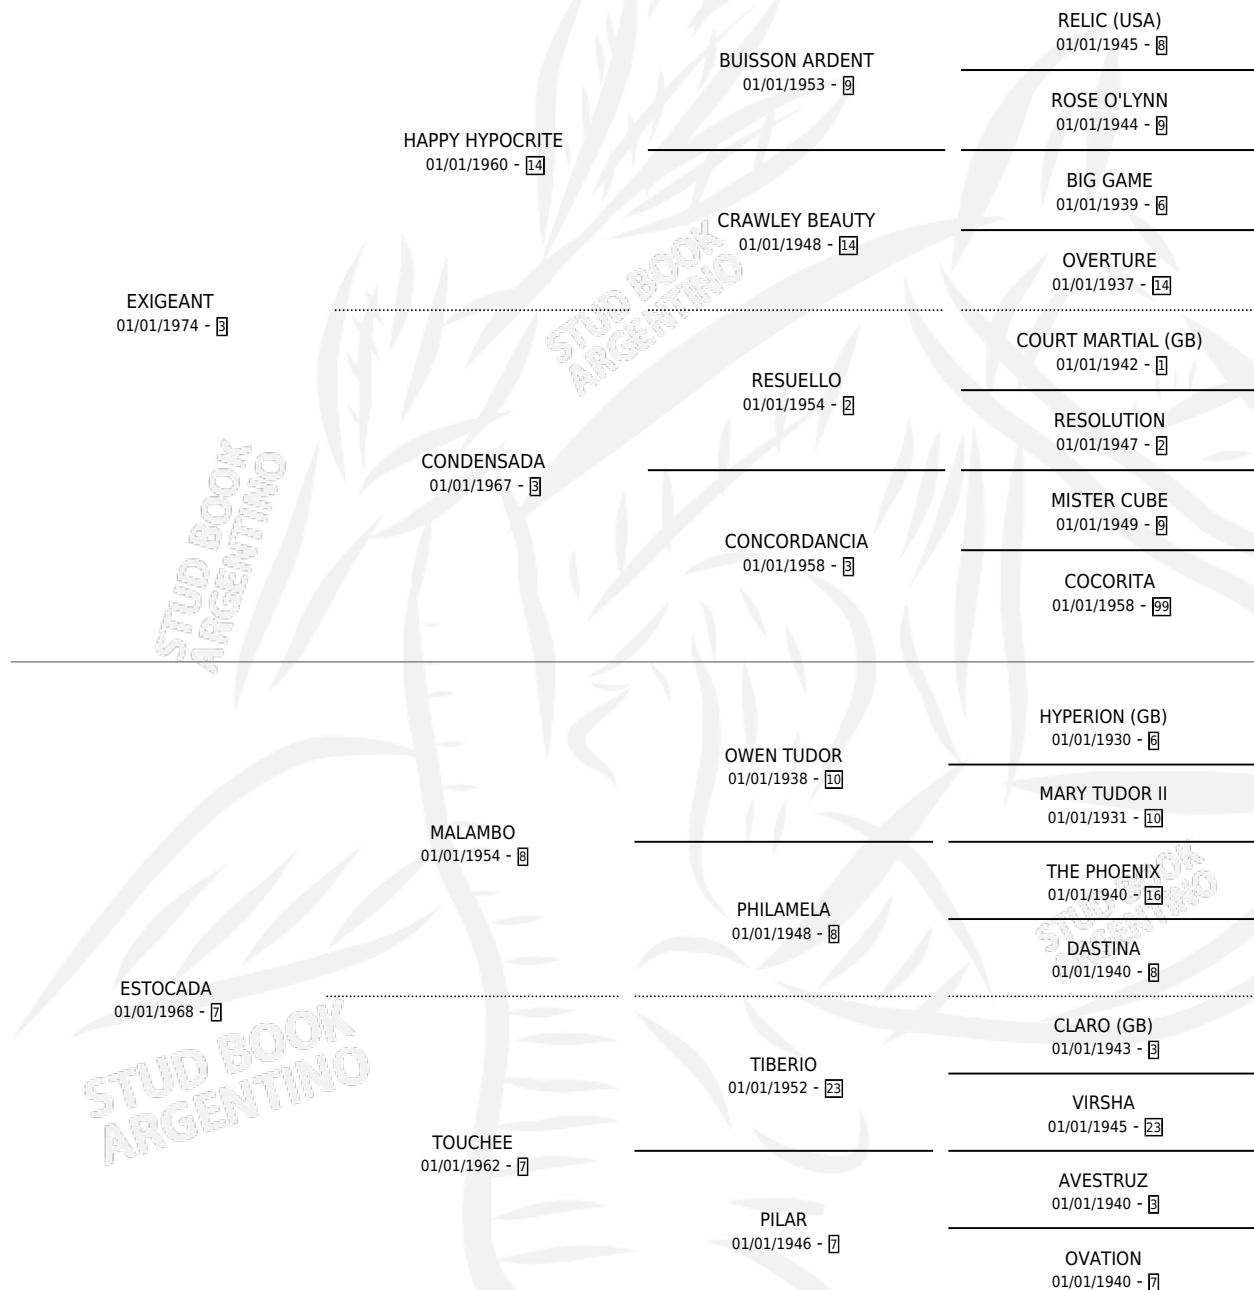 EXIGEANT
01/01/1974 - 3
HAPPY HYPOCRITE
01/01/1960 - 14
CONDENSADA
01/01/1967 - 3
BUISSON ARDENT
01/01/1953 - 9
CRAWLEY BEAUTY
01/01/1948 - 14
RESUELLO
01/01/1954 - 2
CONCORDANCIA
01/01/1958 - 3
RELIC (USA)
01/01/1945 - 8
ROSE O'LYNN
01/01/1944 - 9
BIG GAME
01/01/1939 - 6
OVERTURE
01/01/1937 - 14
COURT MARTIAL (GB)
01/01/1942 - 1
RESOLUTION
01/01/1947 - 2
MISTER CUBE
01/01/1949 - 9
COCORITA
01/01/1958 - 99
ESTOCADA
01/01/1968 - 7
MALAMBO
01/01/1954 - 8
TOUCHEE
01/01/1962 - 7
OWEN TUDOR
01/01/1938 - 10
PHILAMELA
01/01/1948 - 8
TIBERIO
01/01/1952 - 23
PILAR
01/01/1946 - 7
HYPERION (GB)
01/01/1930 - 6
MARY TUDOR II
01/01/1931 - 10
THE PHOENIX
01/01/1940 - 16
DASTINA
01/01/1940 - 8
CLARO (GB)
01/01/1943 - 3
VIRSHA
01/01/1945 - 23
AVESTRUZ
01/01/1940 - 3
OVATION
01/01/1940 - 7
STUD BOOK
ARGENTINO
STUD BOOK
ARGENTINO
STUD BOOK
ARGENTINO
STUD BOOK
ARGENTINO